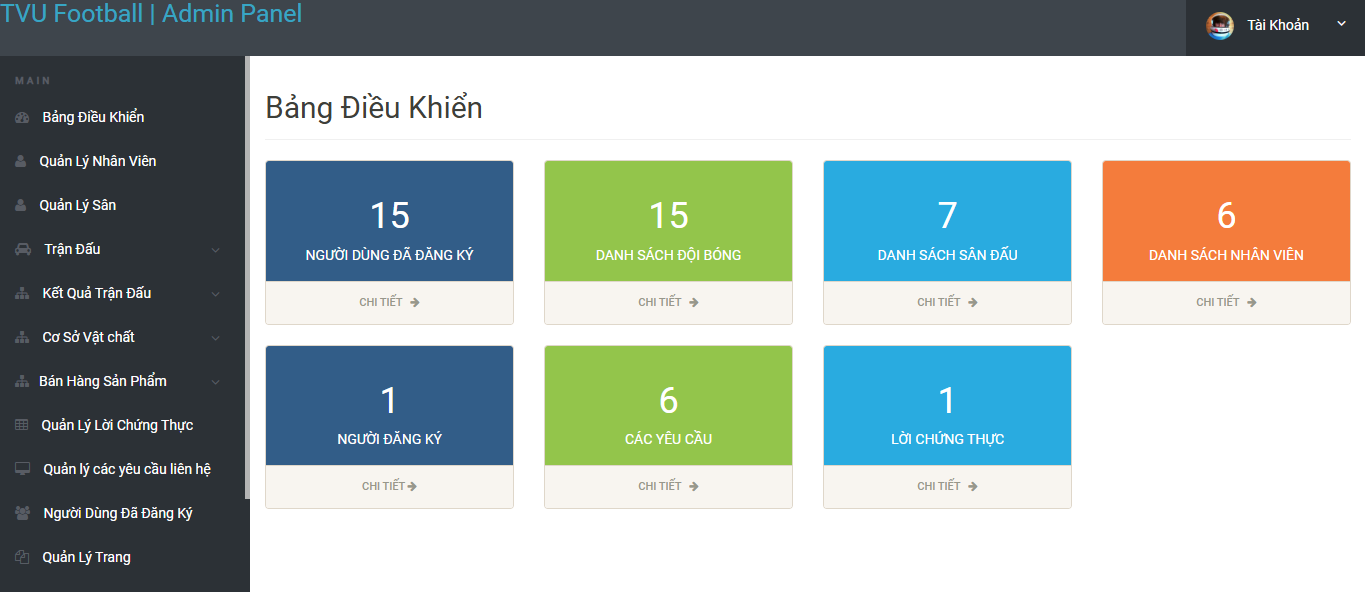 TVU Football | Admin Panel
Tài Khoản
MAIN
Bảng Điều Khiển
Quản Lý Nhân Viên
Quản Lý Sân
Trận Đấu
Kết Quả Trận Đấu
Cơ Sở Vật chất
Bán Hàng Sản Phẩm
Quản Lý Lời Chứng Thực
Quản lý các yêu cầu liên hệ
Người Dùng Đã Đăng Ký
Quản Lý Trang
Bảng Điều Khiển
15
NGƯỜI DÙNG ĐÃ ĐĂNG KÝ
CHI TIẾT
15
DANH SÁCH ĐỘI BÓNG
CHI TIẾT
7
DANH SÁCH SÂN ĐẤU
CHI TIẾT
6
DANH SÁCH NHÂN VIÊN
CHI TIẾT
1
NGƯỜI ĐĂNG KÝ
CHI TIẾT
6
CÁC YÊU CẦU
CHI TIẾT
1
LỜI CHỨNG THỰC
CHI TIẾT